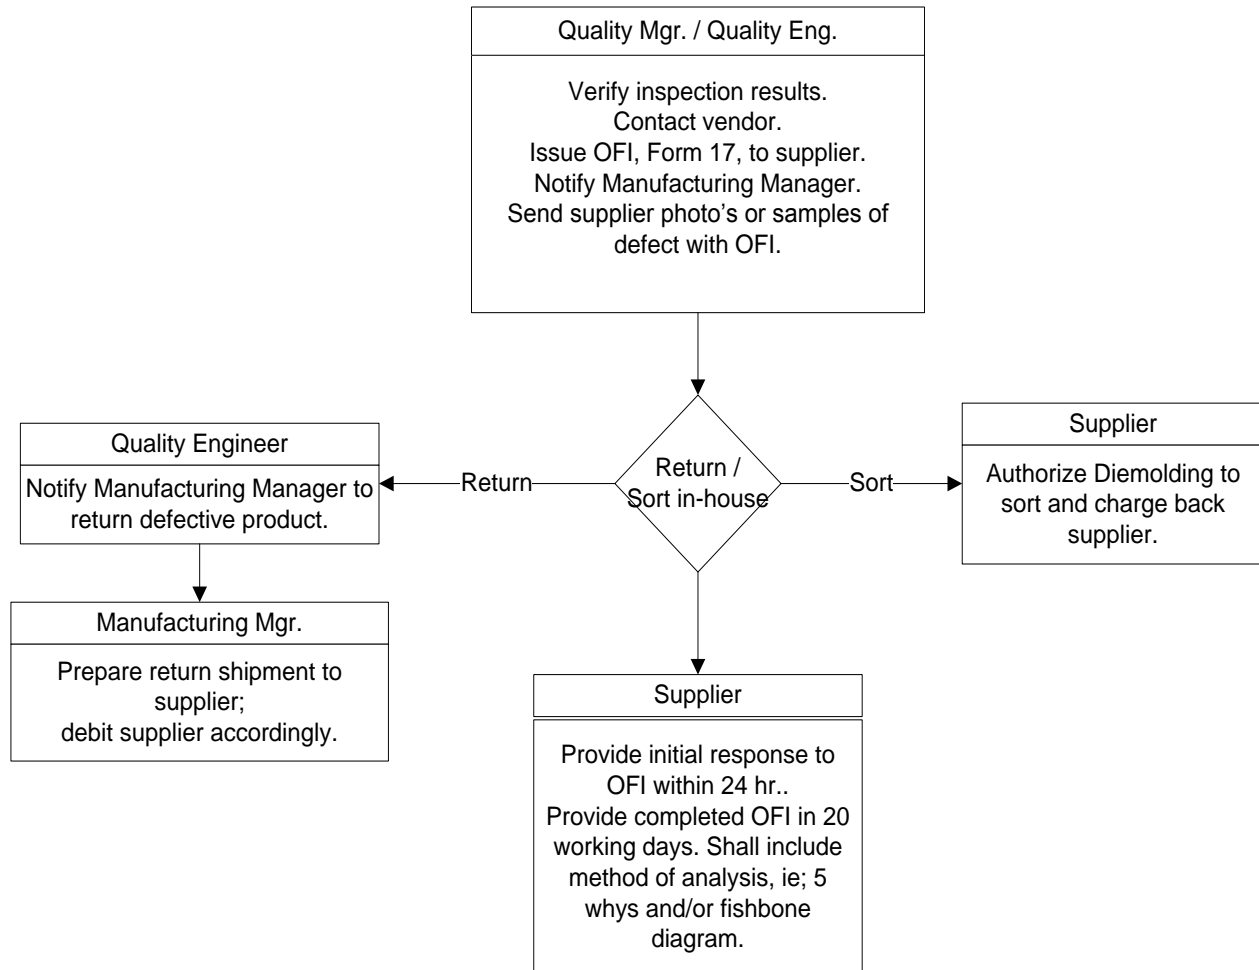 Quality Mgr. / Quality Eng.
Verify inspection results.
Contact vendor.
Issue OFI, Form 17, to supplier.
Notify Manufacturing Manager.
Send supplier photo's or samples of
defect with OFI.
Quality Engineer
Notify Manufacturing Manager to
return defective product.
Return
Return /
Sort in-house
Sort
Supplier
Authorize Diemolding to
sort and charge back
supplier.
Manufacturing Mgr.
Prepare return shipment to
supplier;
debit supplier accordingly.
Supplier
Provide initial response to
OFI within 24 hr..
Provide completed OFI in 20
working days. Shall include
method of analysis, ie; 5
whys and/or fishbone
diagram.